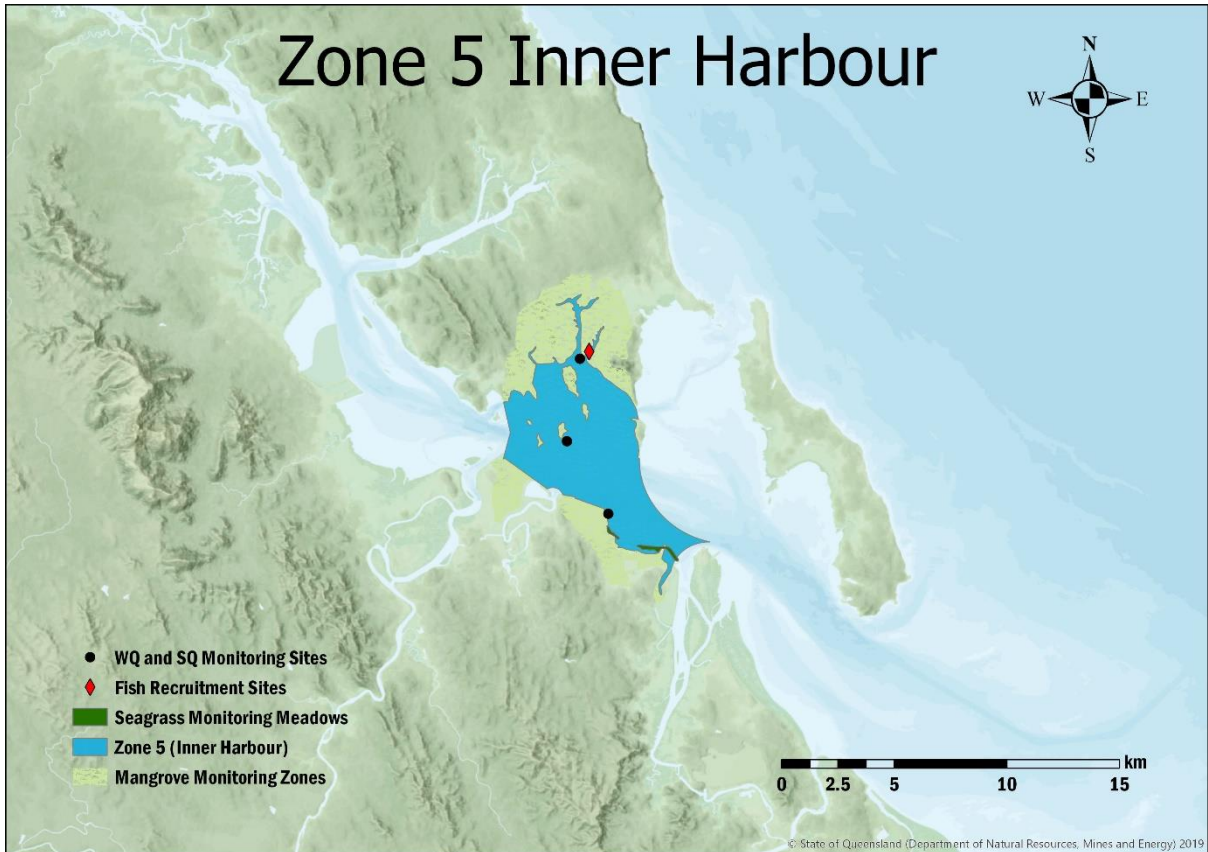 Zone 5 Inner Harbour
N
W E
S
WQ and SQ Monitoring Sites
Fish Recruitment Sites
Seagrass Monitoring Meadows
Zone 5 (Inner Harbour)
Mangrove Monitoring Zones
km
0 2.5 5 10 15
© State of Queensland (Department of Natural Resources, Mines and Energy) 2019